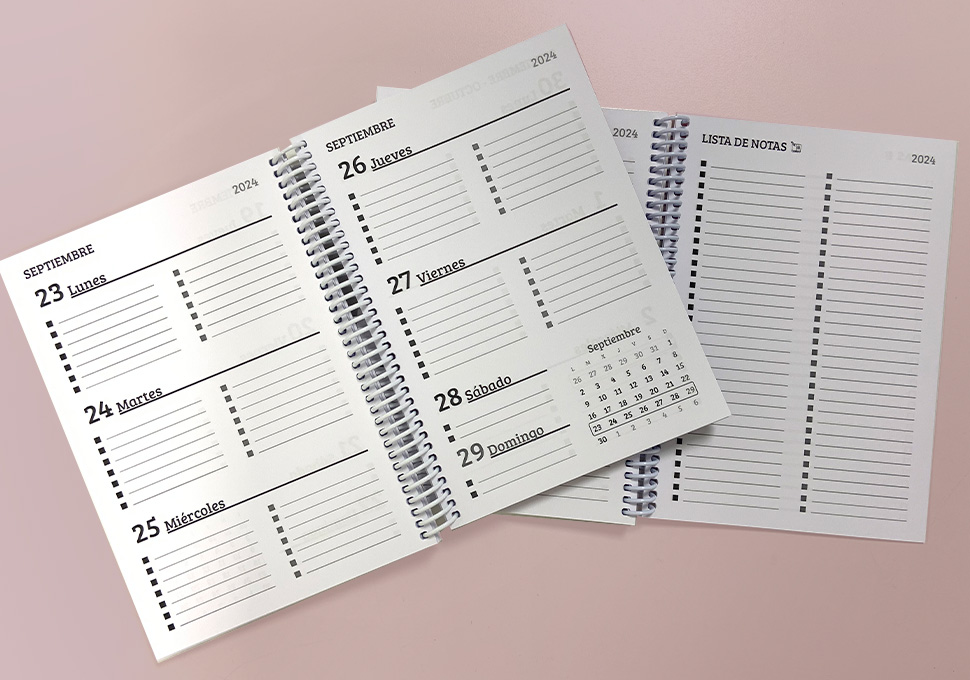 SEPTIEMBRE
2024
23 Lunes
24 Martes
25 Miércoles
SEPTIEMBRE
2024
26 Jueves
27 Viernes
28 Sábado
29 Domingo
Septiembre
L M X J V S D
26 27 28 29 30 31 1
2 3 4 5 6 7 8
9 10 11 12 13 14 15
16 17 18 19 20 21 22
23 24 25 26 27 28 29
30 1 2 3 4 5 6
2024
LISTA DE NOTAS
2024